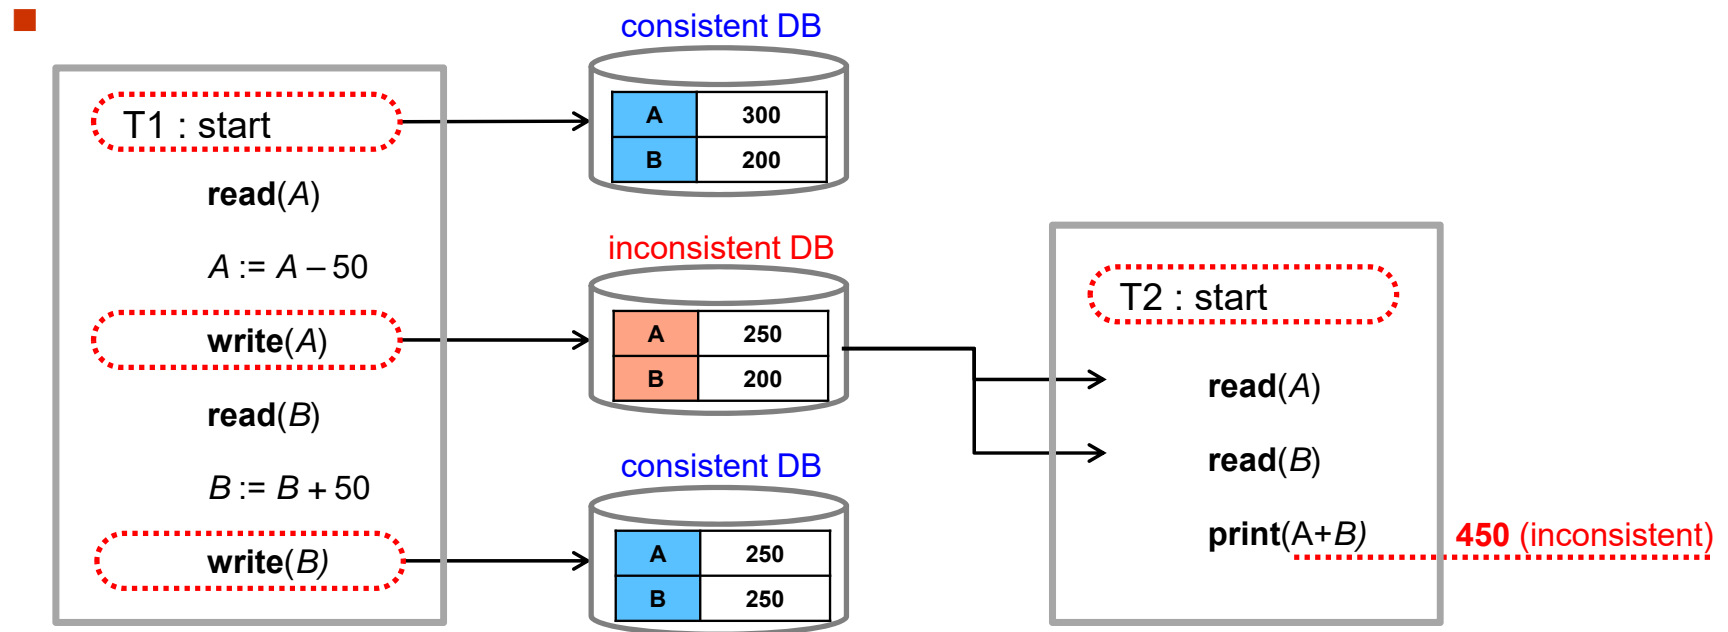 T1 : start
read(A)
A := A – 50
write(A)
read(B)
B := B + 50
write(B)
consistent DB
A 300
B 200
inconsistent DB
A 250
B 200
consistent DB
A 250
B 250
T2 : start
read(A)
read(B)
print(A+B) 450 (inconsistent)